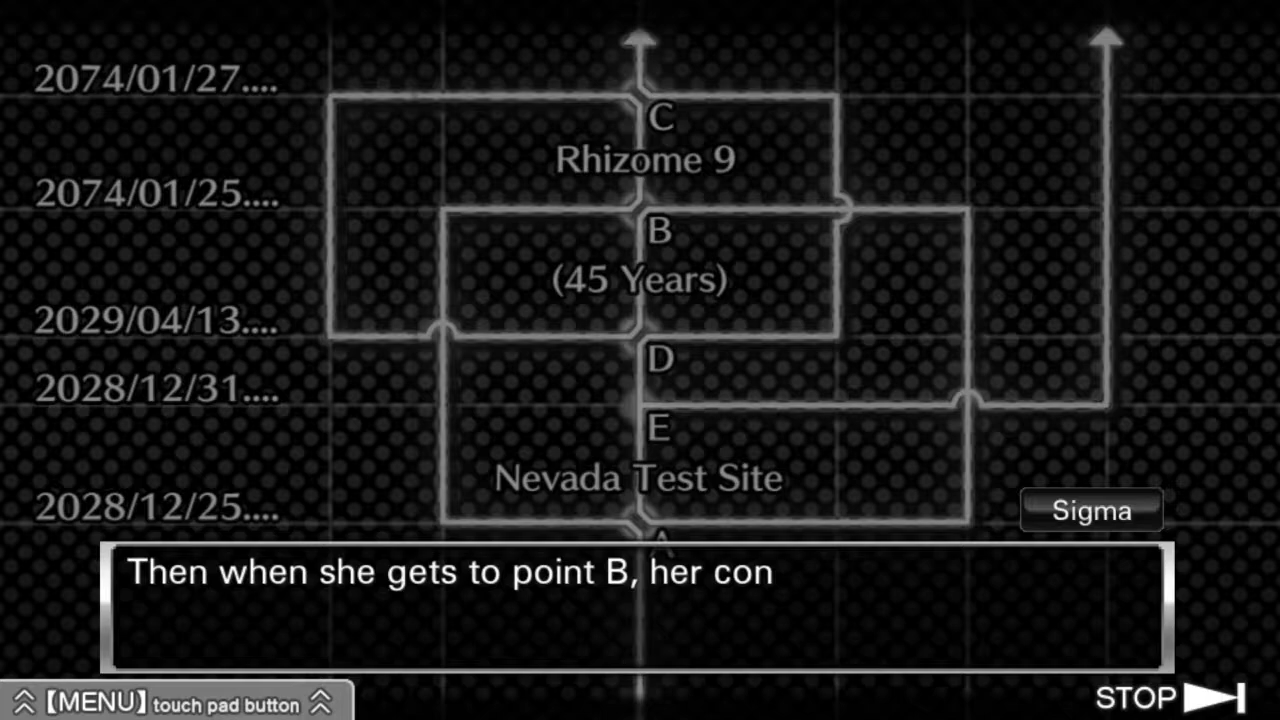 2074/01/27....
C
Rhizome 9
2074/01/25....
B
(45 Years)
2029/04/13....
D
2028/12/31....
E
Nevada Test Site
2028/12/25....
A
Sigma
Then when she gets to point B, her con
【MENU】 touch pad button
STOP